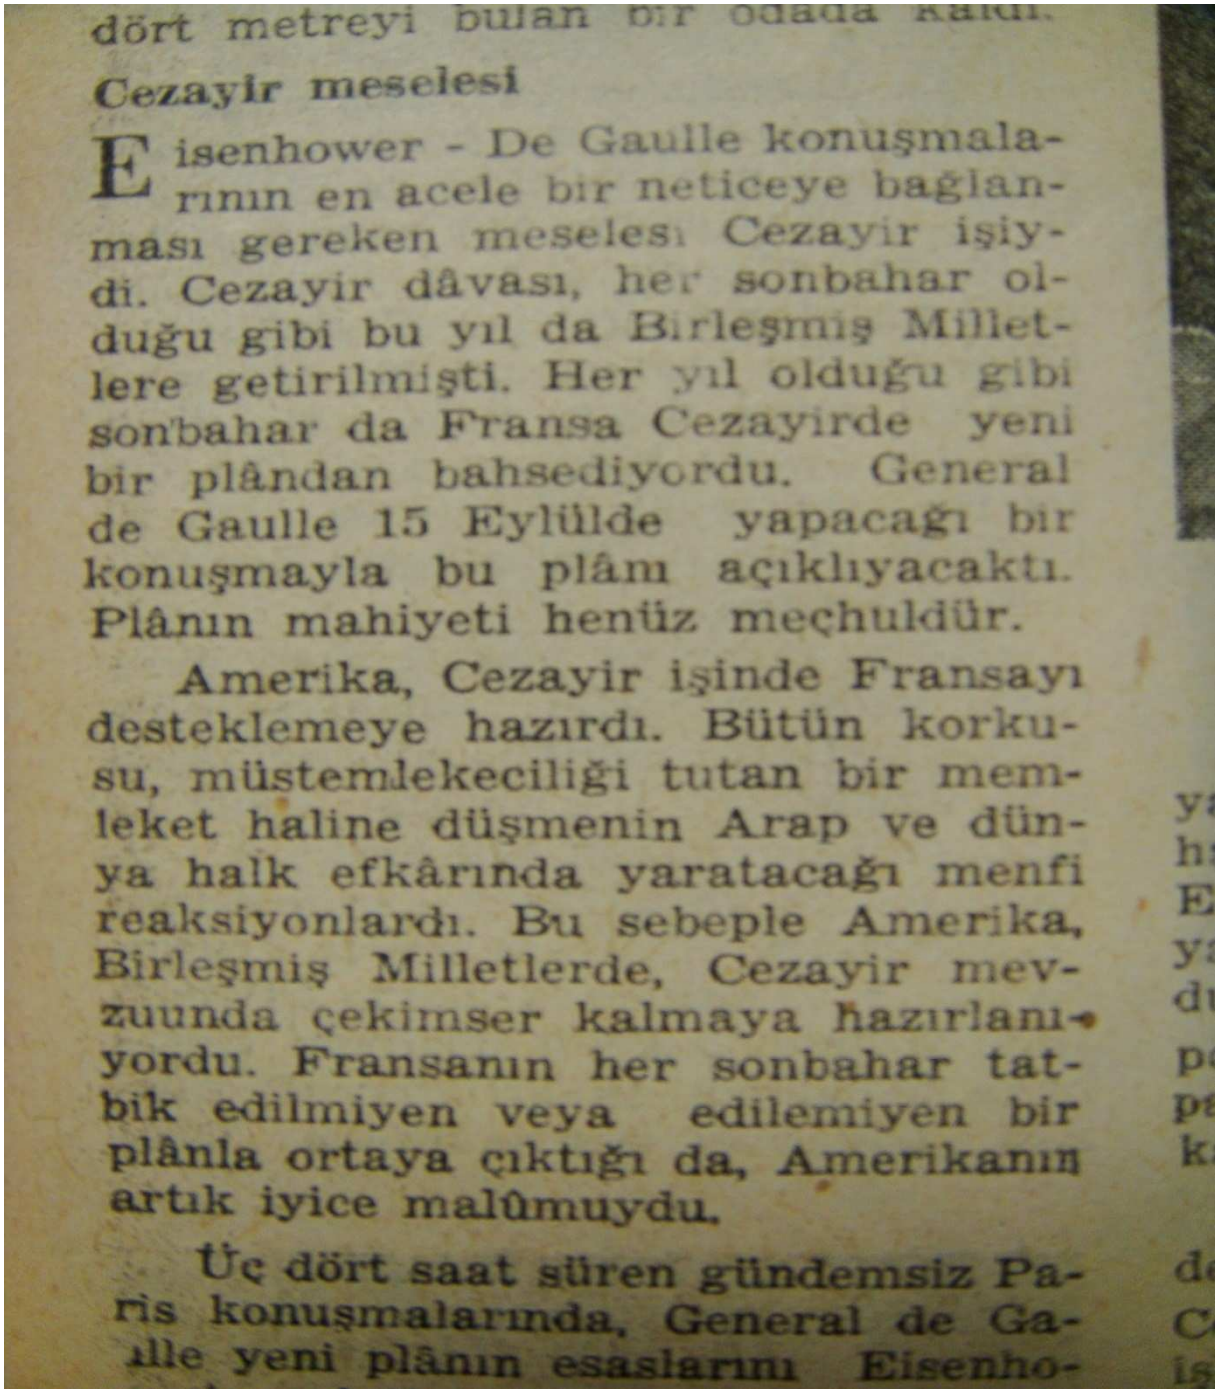 dört metreyi bulan bir odada kaldı.
Cezayir meselesi
Eisenhower - De Gaulle konuşmala-
rının en acele bir neticeye bağlan-
ması gereken meselesi Cezayir işiy-
di. Cezayir dâvası, her sonbahar ol-
duğu gibi bu yıl da Birleşmiş Millet-
lere getirilmişti. Her yıl olduğu gibi
sonbahar da Fransa Cezayirde yeni
bir plândan bahsediyordu. General
de Gaulle 15 Eylülde yapacağı bir
konuşmayla bu plânı açıklıyacaktı.
Plânın mahiyeti henüz meçhuldür.
Amerika, Cezayir işinde Fransayı
desteklemeye hazırdı. Bütün korku-
su, müstemlekeciliği tutan bir mem-
leket haline düşmenin Arap ve dün-
ya halk efkârında yaratacağı menfi
reaksiyonlardı. Bu sebeple Amerika,
Birleşmiş Milletlerde, Cezayir mev-
zuunda çekimser kalmaya hazırlanı-
yordu. Fransanın her sonbahar tat-
bik edilmiyen veya edilemiyen bir
plânla ortaya çıktığı da, Amerikanın
artık iyice malûmuydu.
Üç dört saat süren gündemsiz Pa-
ris konuşmalarında, General de Ga-
ulle yeni plânın esaslarını Eisenho-